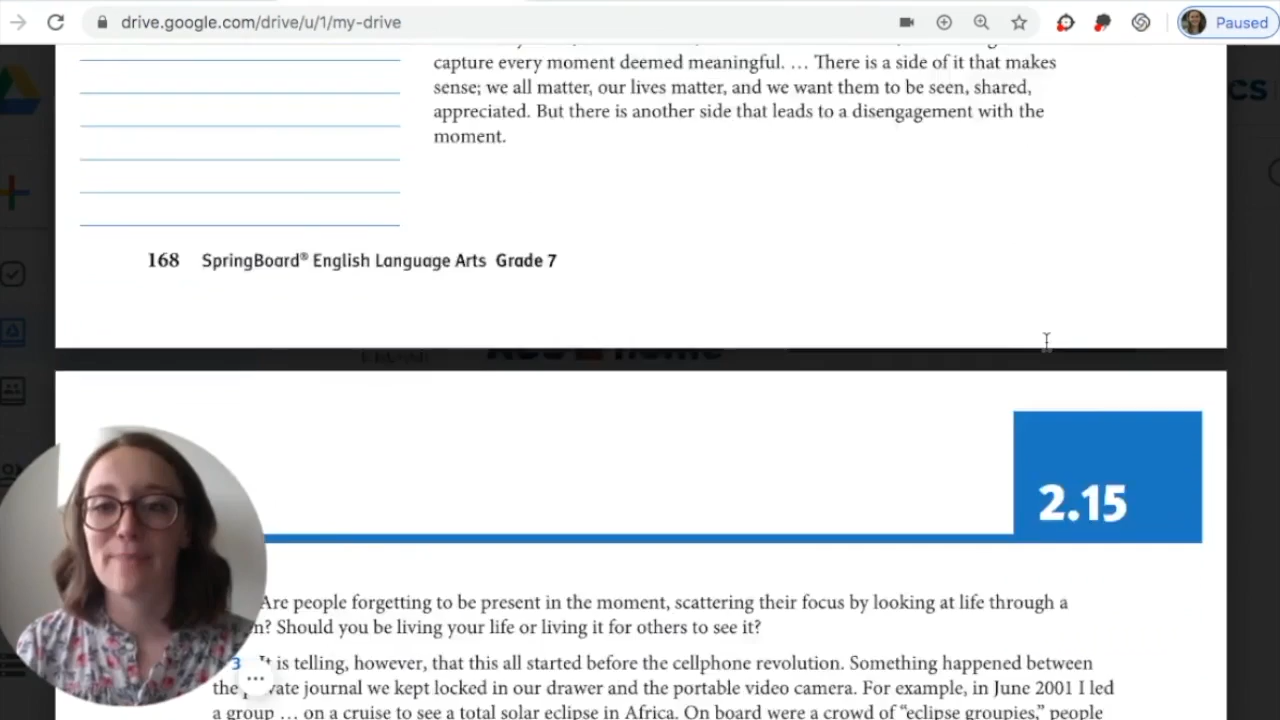 drive.google.com/drive/u/1/my-drive
Paused
capture every moment deemed meaningful. … There is a side of it that makes
sense; we all matter, our lives matter, and we want them to be seen, shared,
appreciated. But there is another side that leads to a disengagement with the
moment.
168 SpringBoard® English Language Arts Grade 7
2.15
Are people forgetting to be present in the moment, scattering their focus by looking at life through a
Should you be living your life or living it for others to see it?
3 It is telling, however, that this all started before the cellphone revolution. Something happened between
the private journal we kept locked in our drawer and the portable video camera. For example, in June 2001 I led
a group … on a cruise to see a total solar eclipse in Africa. On board were a crowd of “eclipse groupies,” people